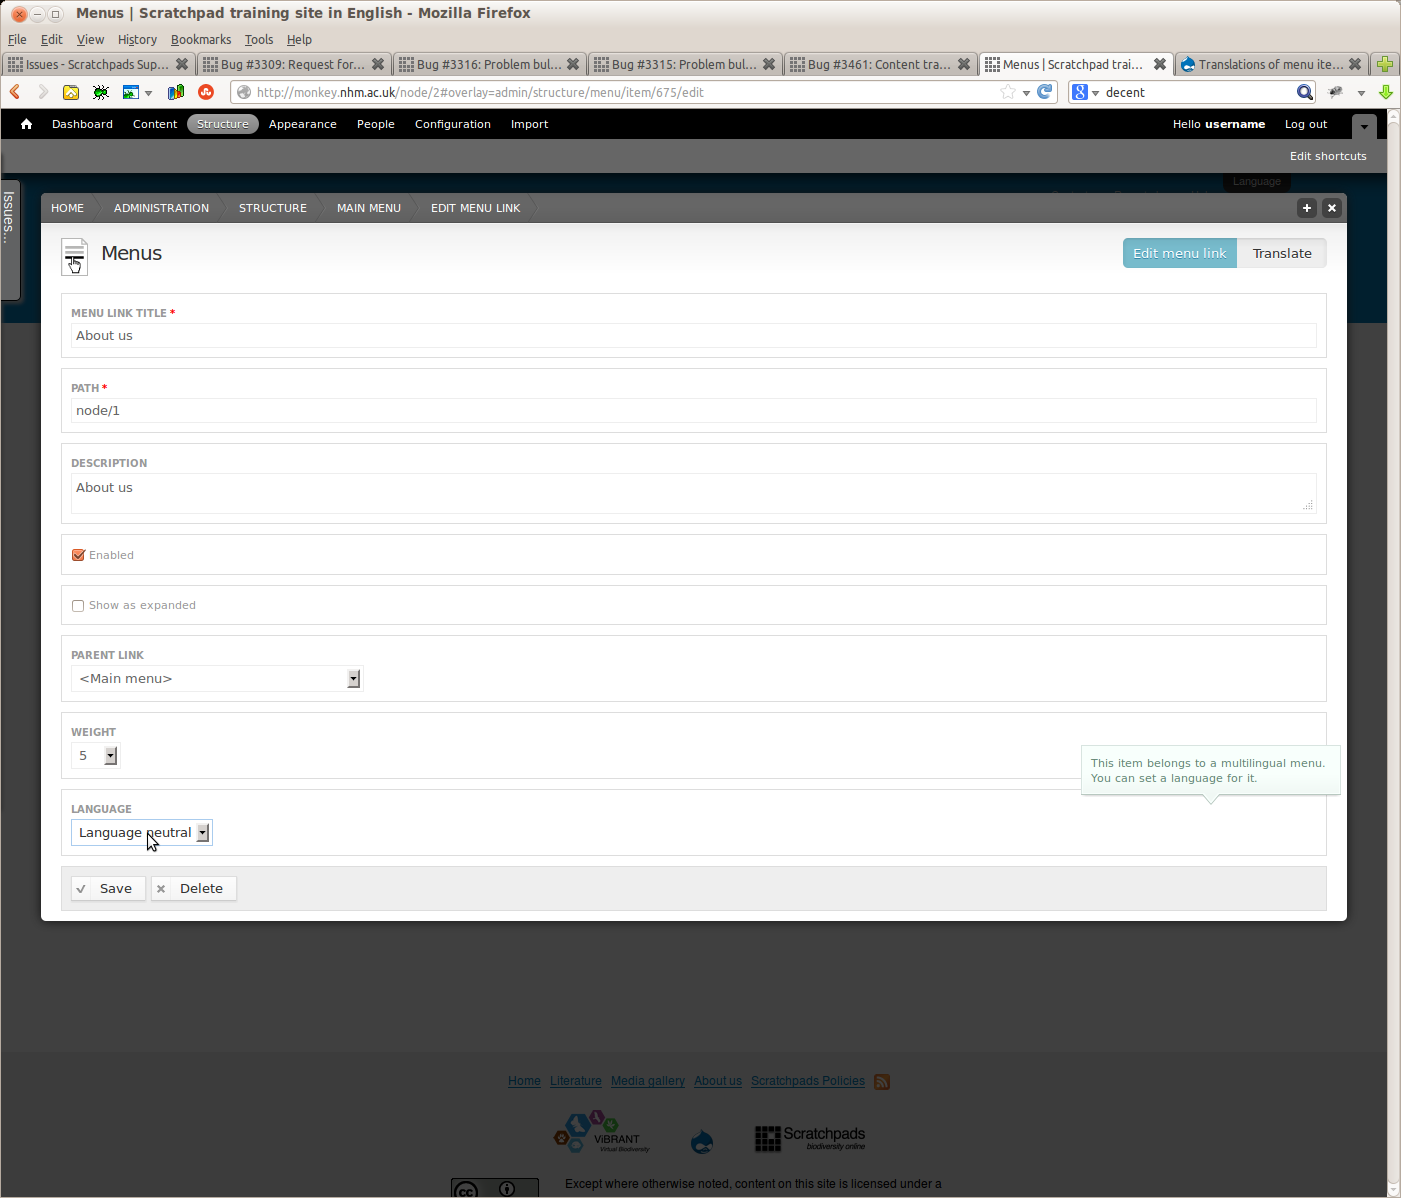 Menus | Scratchpad training site in English - Mozilla Firefox
File Edit View History Bookmarks Tools Help
Issues - Scratchpads Sup... Bug #3309: Request for... Bug #3316: Problem bul... Bug #3315: Problem bul... Bug #3461: Content tra... Menus | Scratchpad trai... Translations of menu ite...
http://monkey.nhm.ac.uk/node/2#overlay=admin/structure/menu/item/675/edit
8 decent
Dashboard Content Structure Appearance People Configuration Import Hello username Log out
Edit shortcuts
Language
Issues...
HOME ADMINISTRATION STRUCTURE MAIN MENU EDIT MENU LINK
Menus
Edit menu link Translate
MENU LINK TITLE *
About us
PATH *
node/1
DESCRIPTION
About us
Enabled
Show as expanded
PARENT LINK
<Main menu>
WEIGHT
5
This item belongs to a multilingual menu.
You can set a language for it.
LANGUAGE
Language neutral
Save Delete
Home Literature Media gallery About us Scratchpads Policies
ViBRANT
Virtual Biodiversity
Scratchpads
biodiversity online
cc
Except where otherwise noted, content on this site is licensed under a